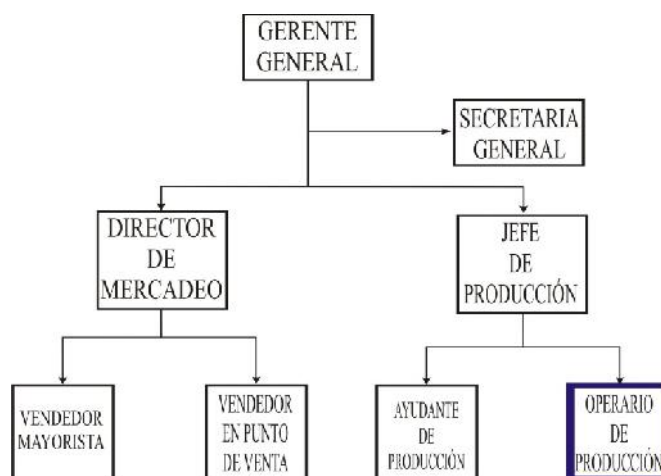 GERENTE
GENERAL
SECRETARIA
GENERAL
DIRECTOR
DE
MERCADEO
JEFE
DE
PRODUCCIÓN
VENDEDOR
MAYORISTA
VENDEDOR
EN PUNTO
DE VENTA
AYUDANTE
DE
PRODUCCIÓN
OPERARIO
DE
PRODUCCIÓN